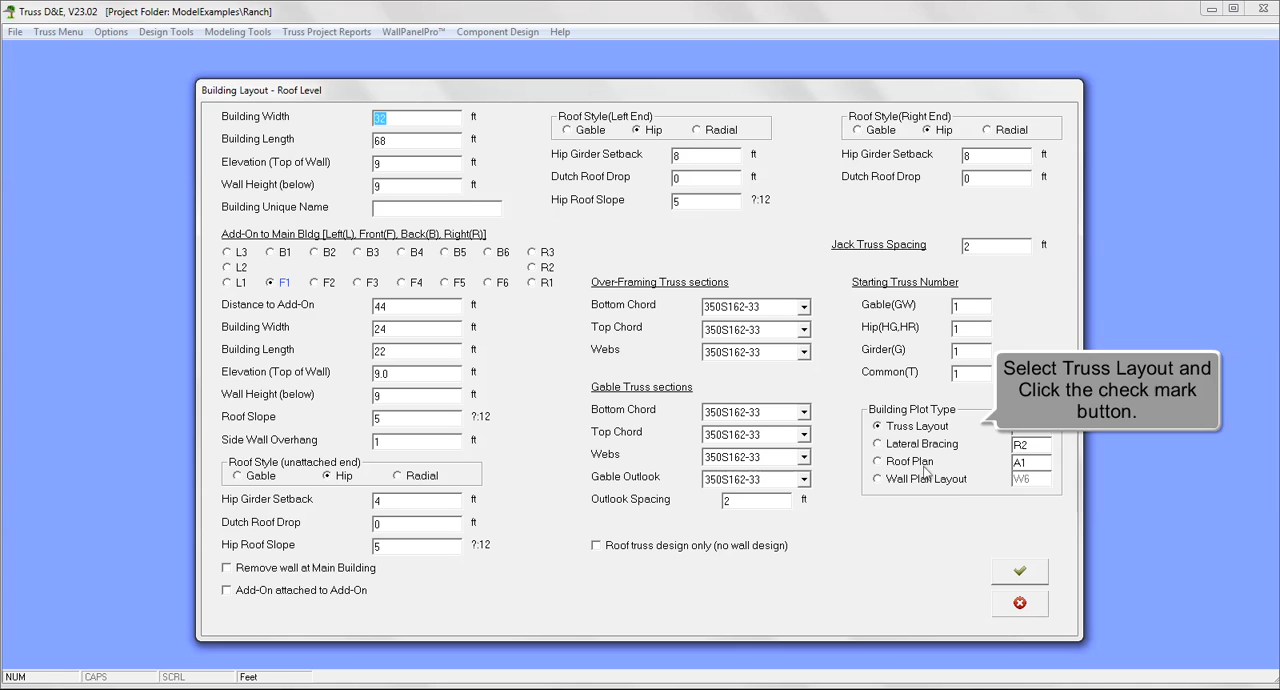 Truss D&E, V23.02 [Project Folder: ModelExamples\Ranch]
File Truss Menu Options Design Tools Modeling Tools Truss Project Reports WallPanelPro™ Component Design Help
Building Layout - Roof Level
Building Width 32 ft
Building Length 68 ft
Elevation (Top of Wall) 9 ft
Wall Height (below) 9 ft
Building Unique Name
Roof Style(Left End)
Gable Hip Radial
Hip Girder Setback 8 ft
Dutch Roof Drop 0 ft
Hip Roof Slope 5 ?:12
Roof Style(Right End)
Gable Hip Radial
Hip Girder Setback 8 ft
Dutch Roof Drop 0 ft
Add-On to Main Bldg [Left(L), Front(F), Back(B), Right(R)]
L3 B1 B2 B3 B4 B5 B6 R3
L2 R2
L1 F1 F2 F3 F4 F5 F6 R1
Distance to Add-On 44 ft
Building Width 24 ft
Building Length 22 ft
Elevation (Top of Wall) 9.0 ft
Wall Height (below) 9 ft
Roof Slope 5 ?:12
Side Wall Overhang 1 ft
Roof Style (unattached end)
Gable Hip Radial
Hip Girder Setback 4 ft
Dutch Roof Drop 0 ft
Hip Roof Slope 5 ?:12
Remove wall at Main Building
Add-On attached to Add-On
Over-Framing Truss sections
Bottom Chord 350S162-33
Top Chord 350S162-33
Webs 350S162-33
Gable Truss sections
Bottom Chord 350S162-33
Top Chord 350S162-33
Webs 350S162-33
Gable Outlook 350S162-33
Outlook Spacing 2 ft
Roof truss design only (no wall design)
Jack Truss Spacing 2 ft
Starting Truss Number
Gable(GW) 1
Hip(HG,HR) 1
Girder(G) 1
Common(T) 1
Select Truss Layout and
Click the check mark
button.
Building Plot Type
Truss Layout
Lateral Bracing R2
Roof Plan A1
Wall Plan Layout W6
NUM CAPS SCRL Feet